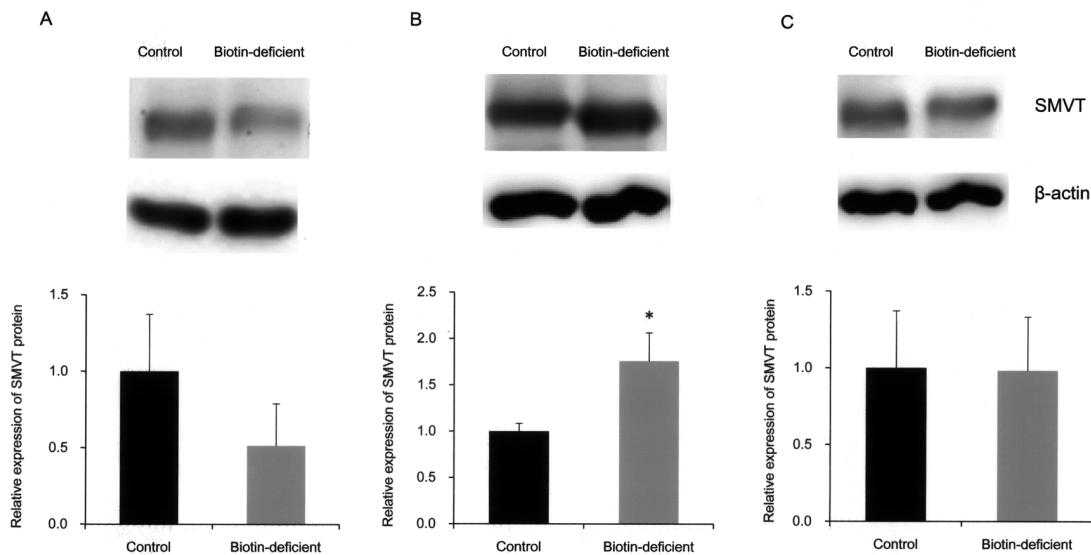 A
B
C
Control Biotin-deficient
Control Biotin-deficient
Control Biotin-deficient
SMVT
β-actin
Relative expression of SMVT protein
1.5
1.0
0.5
0.0
Control Biotin-deficient
Relative expression of SMVT protein
2.5
2.0
1.5
1.0
0.5
0.0
*
Control Biotin-deficient
Relative expression of SMVT protein
1.5
1.0
0.5
0.0
Control Biotin-deficient